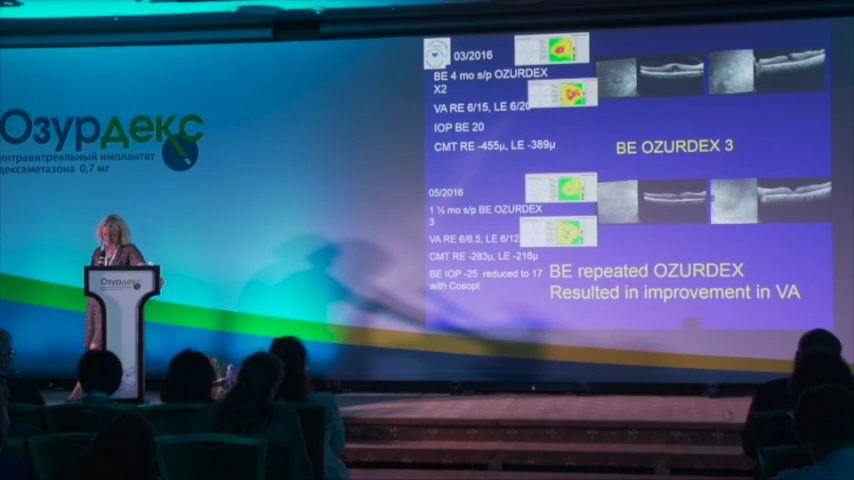 Озурдекс
интравитреальный имплантат
дексаметазона 0,7 мг
Озурдекс
03/2016
BE 4 mo s/p OZURDEX
X2
VA RE 6/15, LE 6/20
IOP BE 20
CMT RE -455µ, LE -389µ
BE OZURDEX 3
05/2016
1 ½ mo s/p BE OZURDEX
3
VA RE 6/6.5, LE 6/12
CMT RE -283µ, LE -216µ
BE IOP -25 reduced to 17
with Cosopt
BE repeated OZURDEX
Resulted in improvement in VA